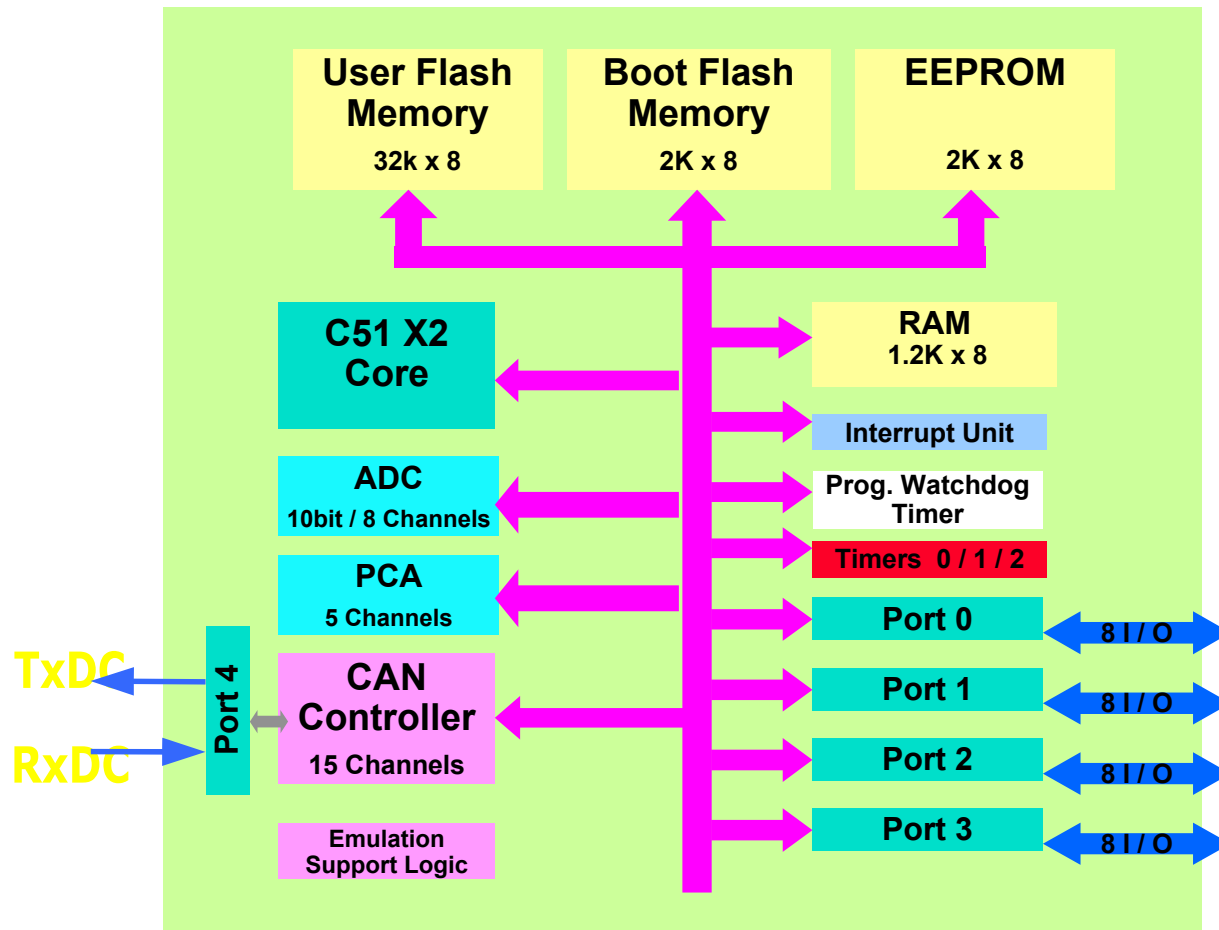 User Flash
Memory
32k x 8
Boot Flash
Memory
2K x 8
EEPROM
2K x 8
C51 X2
Core
RAM
1.2K x 8
Interrupt Unit
ADC
10bit / 8 Channels
Prog. Watchdog
Timer
Timers 0 / 1 / 2
PCA
5 Channels
Port 0
8 I / O
TxDC
RxDC
Port 4
CAN
Controller
15 Channels
Port 1
8 I / O
Port 2
8 I / O
Port 3
8 I / O
Emulation
Support Logic